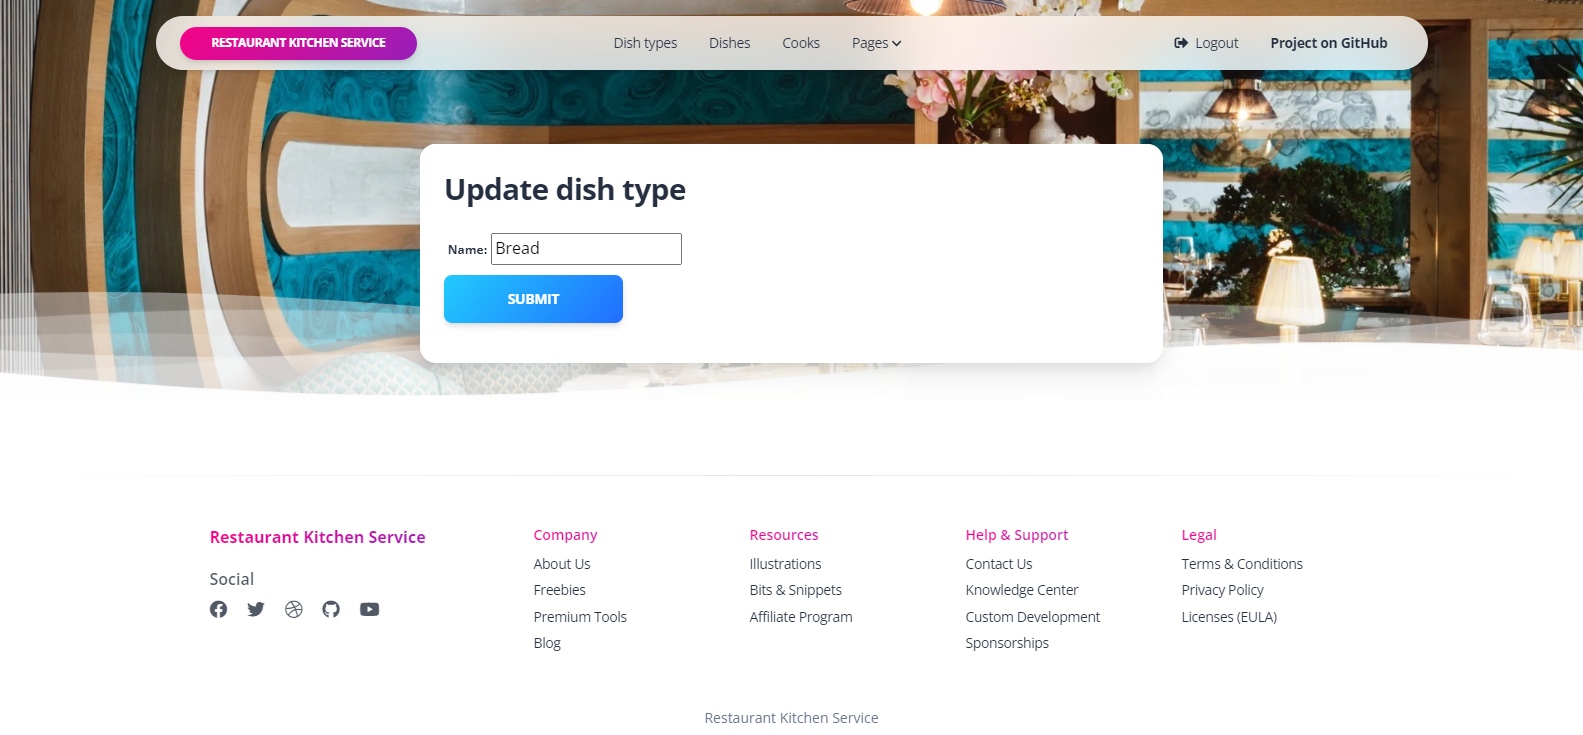 RESTAURANT KITCHEN SERVICE
Dish types
Dishes
Cooks
Pages
Logout
Project on GitHub
Update dish type
Name: Bread
SUBMIT
Restaurant Kitchen Service
Social
Company
About Us
Freebies
Premium Tools
Blog
Resources
Illustrations
Bits & Snippets
Affiliate Program
Help & Support
Contact Us
Knowledge Center
Custom Development
Sponsorships
Legal
Terms & Conditions
Privacy Policy
Licenses (EULA)
Restaurant Kitchen Service